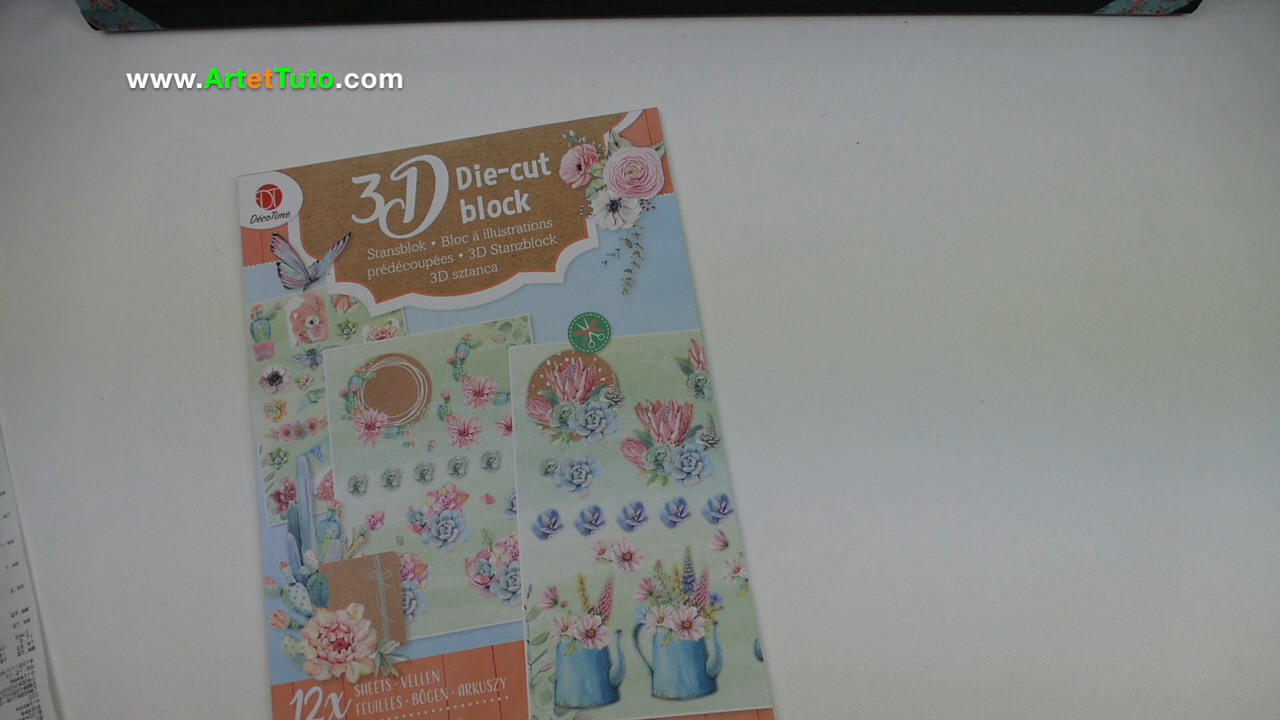 www.ArtetTuto.com
DT
DécoTime
3D Die-cut
block
Stansblok • Bloc à illustrations
prédécoupées • 3D Stanzblock
3D sztanca
12x SHEETS • VELLEN
FEUILLES • BÖGEN • ARKUSZY